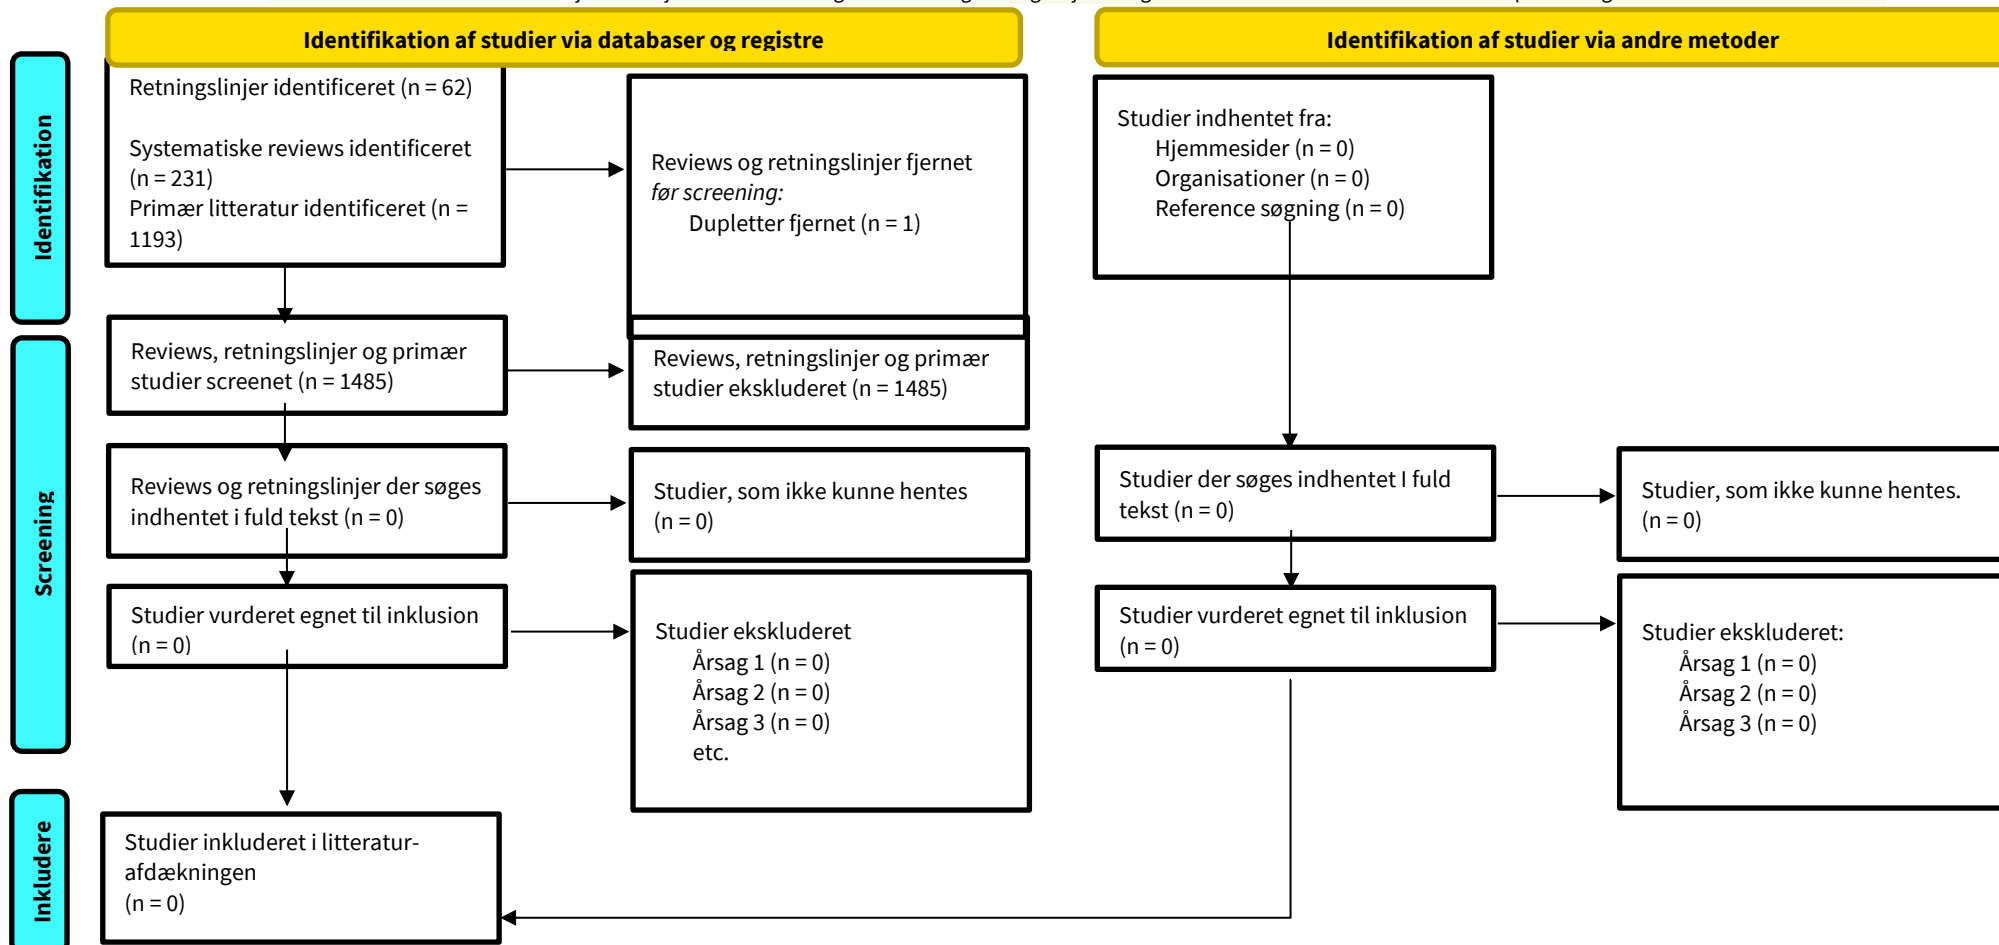 Identifikation af studier via databaser og registre
Identifikation af studier via andre metoder
Identifikation
Retningslinjer identificeret (n = 62)
Systematiske reviews identificeret
(n = 231)
Primær litteratur identificeret (n =
1193)
Reviews og retningslinjer fjernet
før screening:
Dupletter fjernet (n = 1)
Studier indhentet fra:
Hjemmesider (n = 0)
Organisationer (n = 0)
Reference søgning (n = 0)
Screening
Reviews, retningslinjer og primær
studier screenet (n = 1485)
Reviews, retningslinjer og primær
studier ekskluderet (n = 1485)
Reviews og retningslinjer der søges
indhentet i fuld tekst (n = 0)
Studier, som ikke kunne hentes
(n = 0)
Studier der søges indhentet I fuld
tekst (n = 0)
Studier, som ikke kunne hentes.
(n = 0)
Studier vurderet egnet til inklusion
(n = 0)
Studier ekskluderet
Årsag 1 (n = 0)
Årsag 2 (n = 0)
Årsag 3 (n = 0)
etc.
Studier vurderet egnet til inklusion
(n = 0)
Studier ekskluderet:
Årsag 1 (n = 0)
Årsag 2 (n = 0)
Årsag 3 (n = 0)
Inkludere
Studier inkluderet i litteratur-
afdækningen
(n = 0)